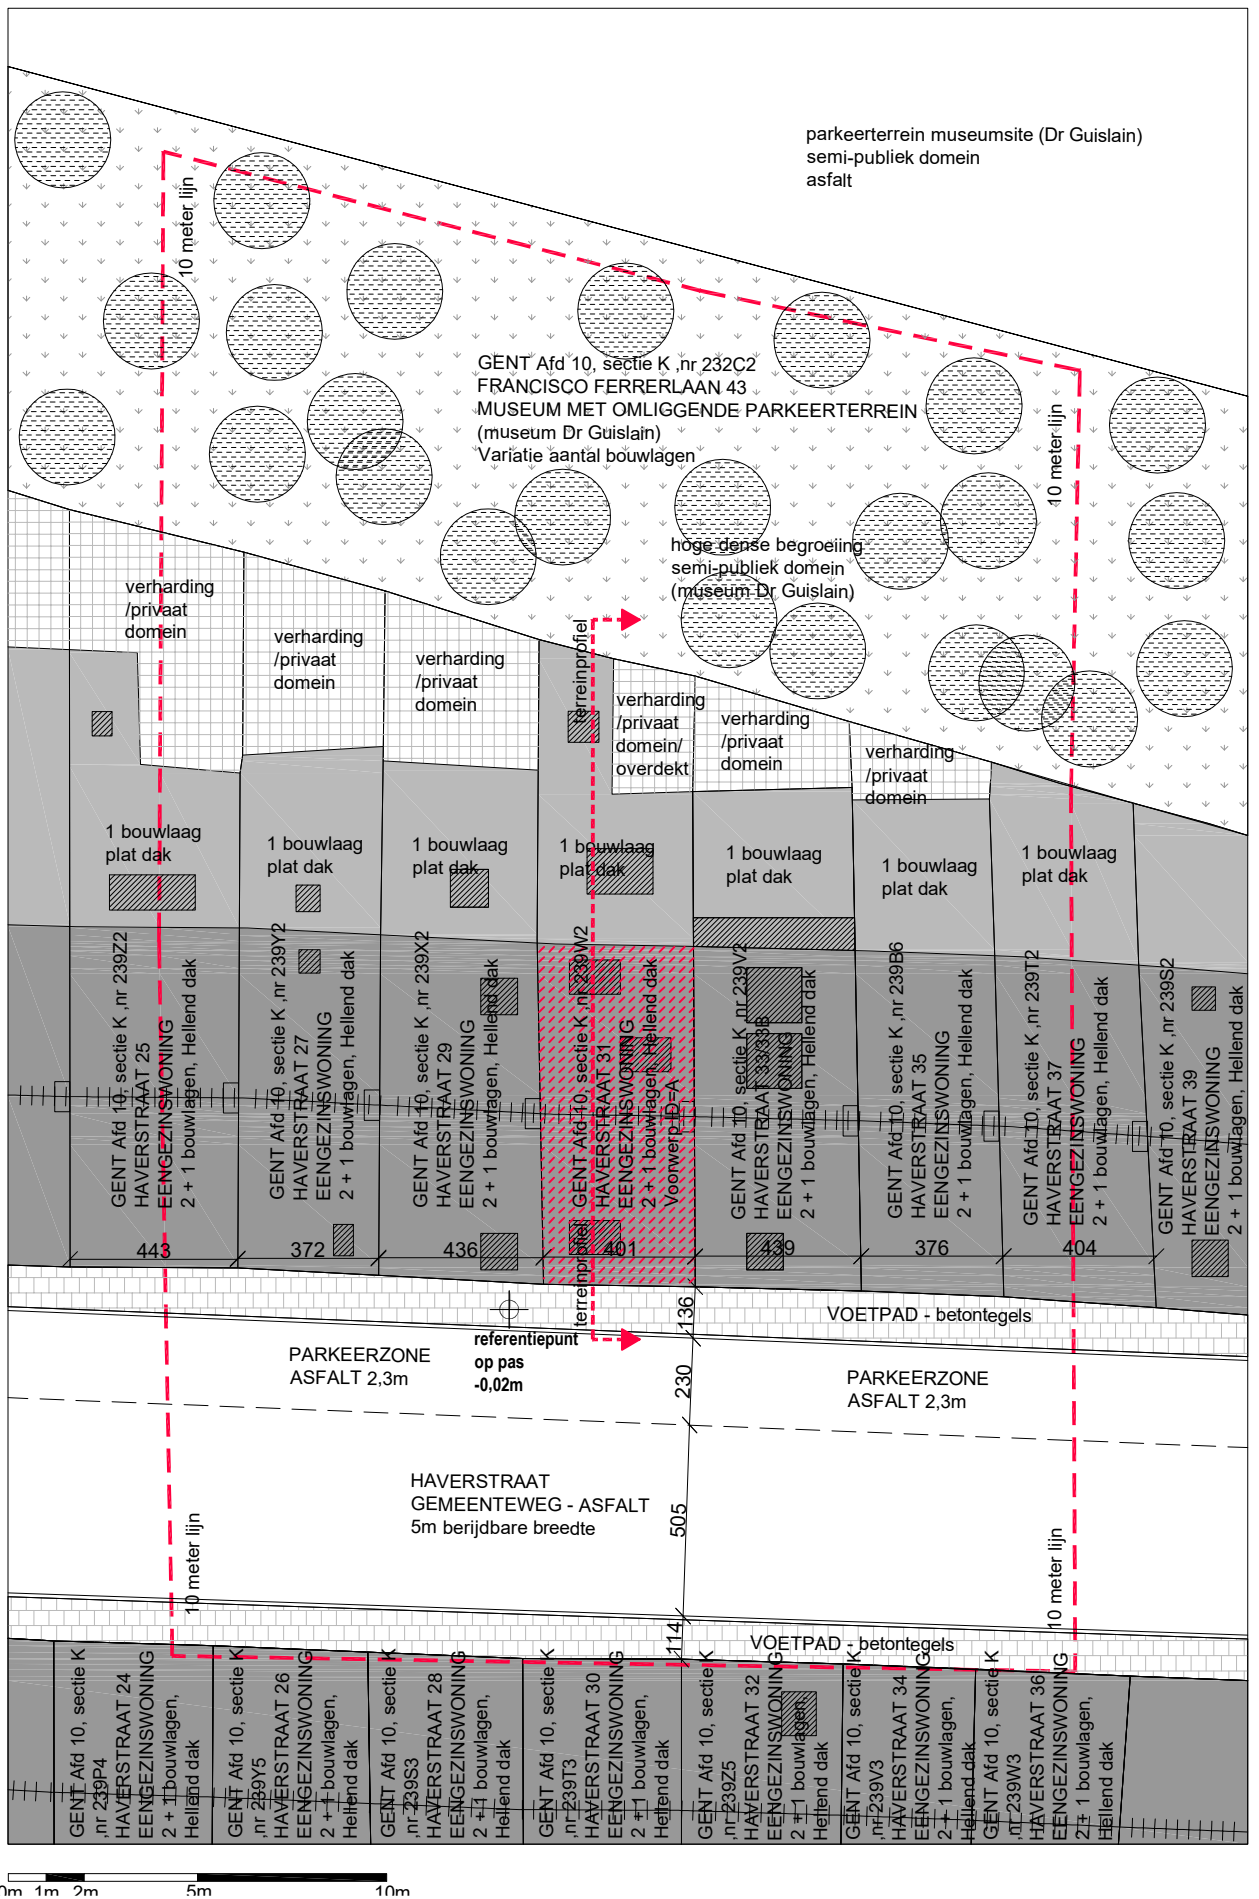 parkeerterrein museumsite (Dr Guislain)
semi-publiek domein
asfalt
10 meter lijn
GENT Afd 10, sectie K ,nr 232C2
FRANCISCO FERRERLAAN 43
MUSEUM MET OMLIGGENDE PARKEERTERREIN
(museum Dr Guislain)
Variatie aantal bouwlagen
10 meter lijn
hoge dense begroeiing
semi-publiek domein
(museum Dr Guislain)
verharding
/privaat
domein
verharding
/privaat
domein
verharding
/privaat
domein
terreinprofiel
verharding
/privaat
domein/
overdekt
verharding
/privaat
domein
verharding
/privaat
domein
1 bouwlaag
plat dak
1 bouwlaag
plat dak
1 bouwlaag
plat dak
1 bouwlaag
plat dak
1 bouwlaag
plat dak
1 bouwlaag
plat dak
1 bouwlaag
plat dak
GENT Afd 10, sectie K ,nr 239Z2
HAVERSTRAAT 25
EENGEZINSWONING
2 + 1 bouwlagen, Hellend dak
GENT Afd 10, sectie K ,nr 239Y2
HAVERSTRAAT 27
EENGEZINSWONING
2 + 1 bouwlagen, Hellend dak
GENT Afd 10, sectie K ,nr 239X2
HAVERSTRAAT 29
EENGEZINSWONING
2 + 1 bouwlagen, Hellend dak
GENT Afd 10, sectie K ,nr 239W2
HAVERSTRAAT 31
EENGEZINSWONING
2 + 1 bouwlagen, Hellend dak
Voorwerp ID=A
GENT Afd 10, sectie K ,nr 239V2
HAVERSTRAAT 33/33B
EENGEZINSWONING
2 + 1 bouwlagen, Hellend dak
GENT Afd 10, sectie K ,nr 239B6
HAVERSTRAAT 35
EENGEZINSWONING
2 + 1 bouwlagen, Hellend dak
GENT Afd 10, sectie K ,nr 239T2
HAVERSTRAAT 37
EENGEZINSWONING
2 + 1 bouwlagen, Hellend dak
GENT Afd 10, sectie K ,nr 239S2
HAVERSTRAAT 39
EENGEZINSWONING
2 + 1 bouwlagen, Hellend dak
443
372
436
401
439
376
404
terreinprofiel
136
VOETPAD - betontegels
referentiepunt
op pas
-0,02m
PARKEERZONE
ASFALT 2,3m
230
PARKEERZONE
ASFALT 2,3m
HAVERSTRAAT
GEMEENTEWEG - ASFALT
5m berijdbare breedte
505
10 meter lijn
10 meter lijn
114
VOETPAD - betontegels
GENT Afd 10, sectie K
,nr 239P4
HAVERSTRAAT 24
EENGEZINSWONING
2 + 1 bouwlagen,
Hellend dak
GENT Afd 10, sectie K
,nr 239Y5
HAVERSTRAAT 26
EENGEZINSWONING
2 + 1 bouwlagen,
Hellend dak
GENT Afd 10, sectie K
,nr 239S3
HAVERSTRAAT 28
EENGEZINSWONING
2 + 1 bouwlagen,
Hellend dak
GENT Afd 10, sectie K
,nr 239T3
HAVERSTRAAT 30
EENGEZINSWONING
2 + 1 bouwlagen,
Hellend dak
GENT Afd 10, sectie K
,nr 239Z5
HAVERSTRAAT 32
EENGEZINSWONING
2 + 1 bouwlagen,
Hellend dak
GENT Afd 10, sectie K
,nr 239V3
HAVERSTRAAT 34
EENGEZINSWONING
2 + 1 bouwlagen,
Hellend dak
GENT Afd 10, sectie K
,nr 239W3
HAVERSTRAAT 36
EENGEZINSWONING
2 + 1 bouwlagen,
Hellend dak
0m 1m 2m 5m 10m